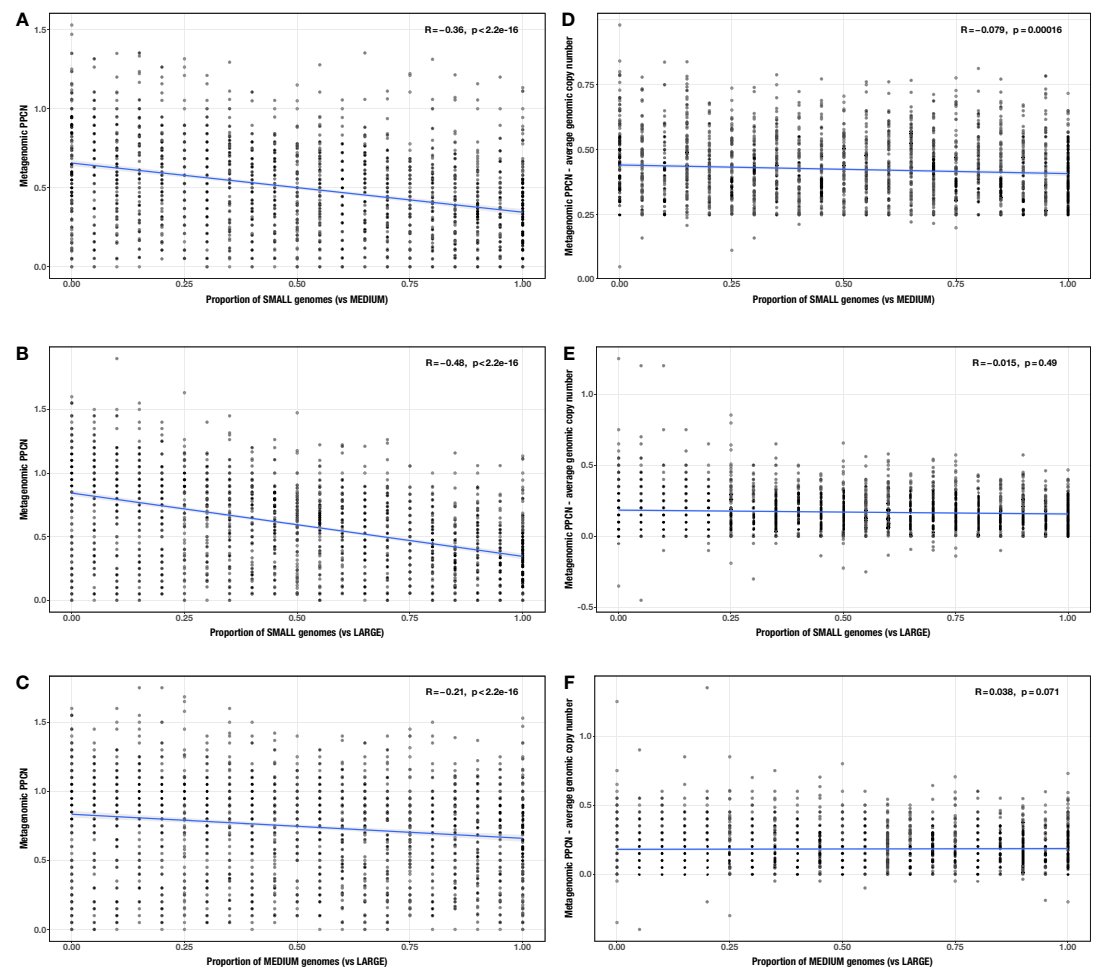 A
R=−0.36, p<2.2e-16
Metagenomic PPCN
1.5
1.0
0.5
0.0
0.00 0.25 0.50 0.75 1.00
Proportion of SMALL genomes (vs MEDIUM)
D
R=−0.079, p=0.00016
Metagenomic PPCN - average genomic copy number
0.75
0.50
0.25
0.00
0.00 0.25 0.50 0.75 1.00
Proportion of SMALL genomes (vs MEDIUM)
B
R=−0.48, p<2.2e-16
Metagenomic PPCN
1.5
1.0
0.5
0.0
0.00 0.25 0.50 0.75 1.00
Proportion of SMALL genomes (vs LARGE)
E
R=−0.015, p=0.49
Metagenomic PPCN - average genomic copy number
1.0
0.5
0.0
-0.5
0.00 0.25 0.50 0.75 1.00
Proportion of SMALL genomes (vs LARGE)
C
R=−0.21, p<2.2e-16
Metagenomic PPCN
1.5
1.0
0.5
0.0
0.00 0.25 0.50 0.75 1.00
Proportion of MEDIUM genomes (vs LARGE)
F
R=0.038, p=0.071
Metagenomic PPCN - average genomic copy number
1.0
0.5
0.0
0.00 0.25 0.50 0.75 1.00
Proportion of MEDIUM genomes (vs LARGE)